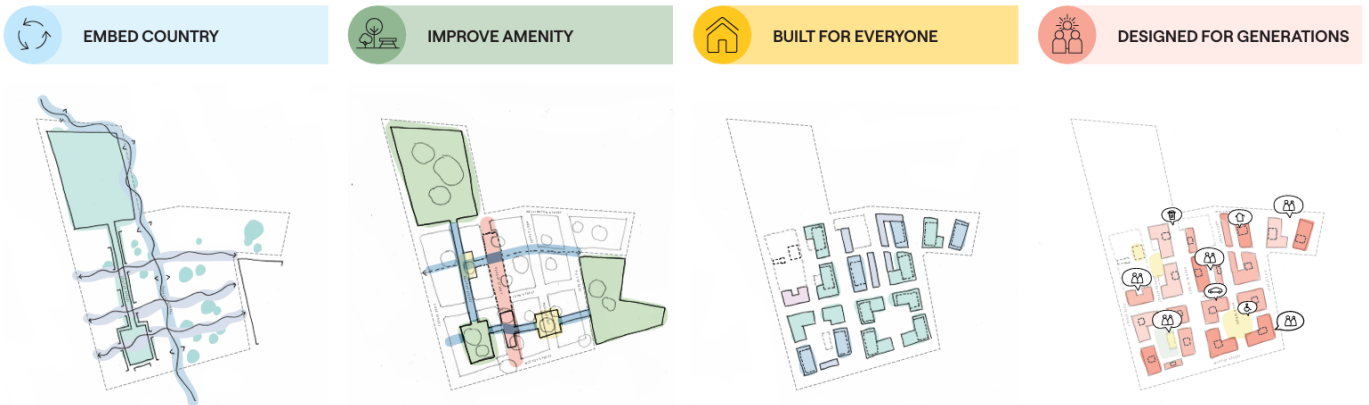 EMBED COUNTRY
IMPROVE AMENITY
BUILT FOR EVERYONE
DESIGNED FOR GENERATIONS